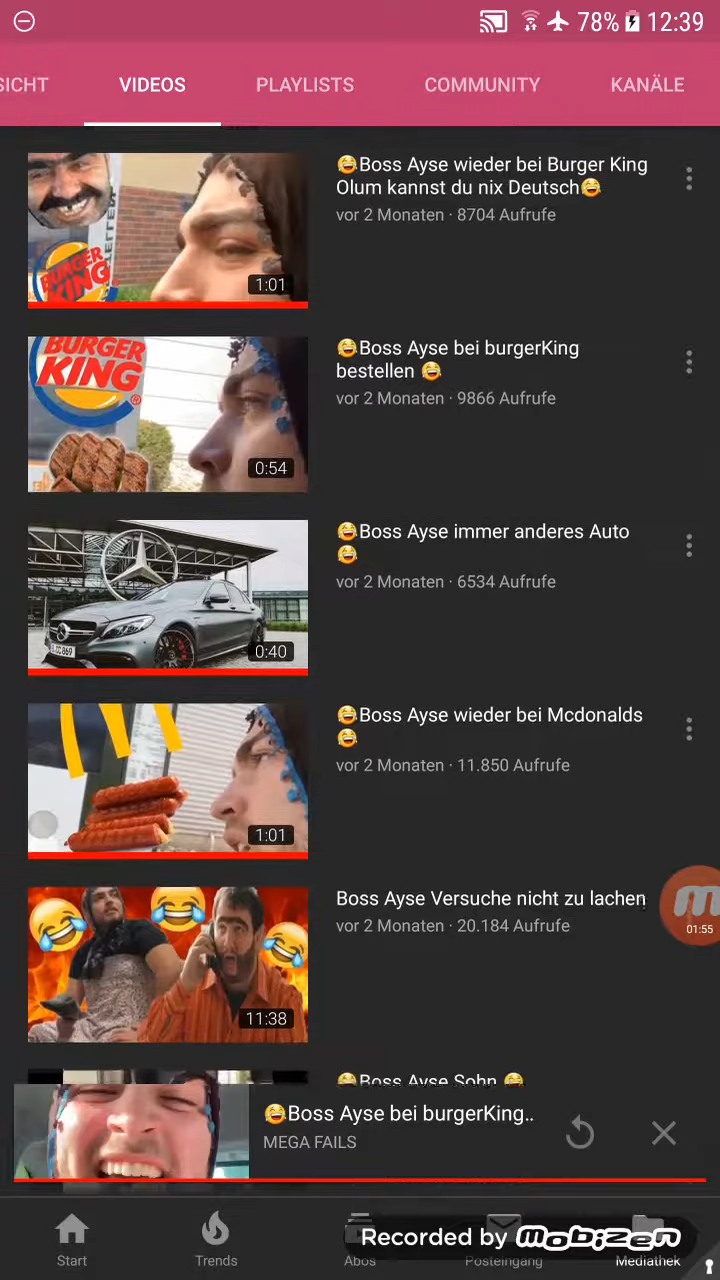 78% 12:39
SICHT VIDEOS PLAYLISTS COMMUNITY KANÄLE
😂Boss Ayse wieder bei Burger King
Olum kannst du nix Deutsch😂
vor 2 Monaten · 8704 Aufrufe
BURGER
KING
1:01
😂Boss Ayse bei burgerKing
bestellen 😂
vor 2 Monaten · 9866 Aufrufe
BURGER
KING
0:54
😂Boss Ayse immer anderes Auto
😂
vor 2 Monaten · 6534 Aufrufe
0:40
😂Boss Ayse wieder bei Mcdonalds
😂
vor 2 Monaten · 11.850 Aufrufe
1:01
Boss Ayse Versuche nicht zu lachen
vor 2 Monaten · 20.184 Aufrufe
11:38
01:55
😂Boss Ayse Sohn 😂
😂Boss Ayse bei burgerKing..
MEGA FAILS
Start Trends Abos Posteingang Mediathek
Recorded by Mobizen